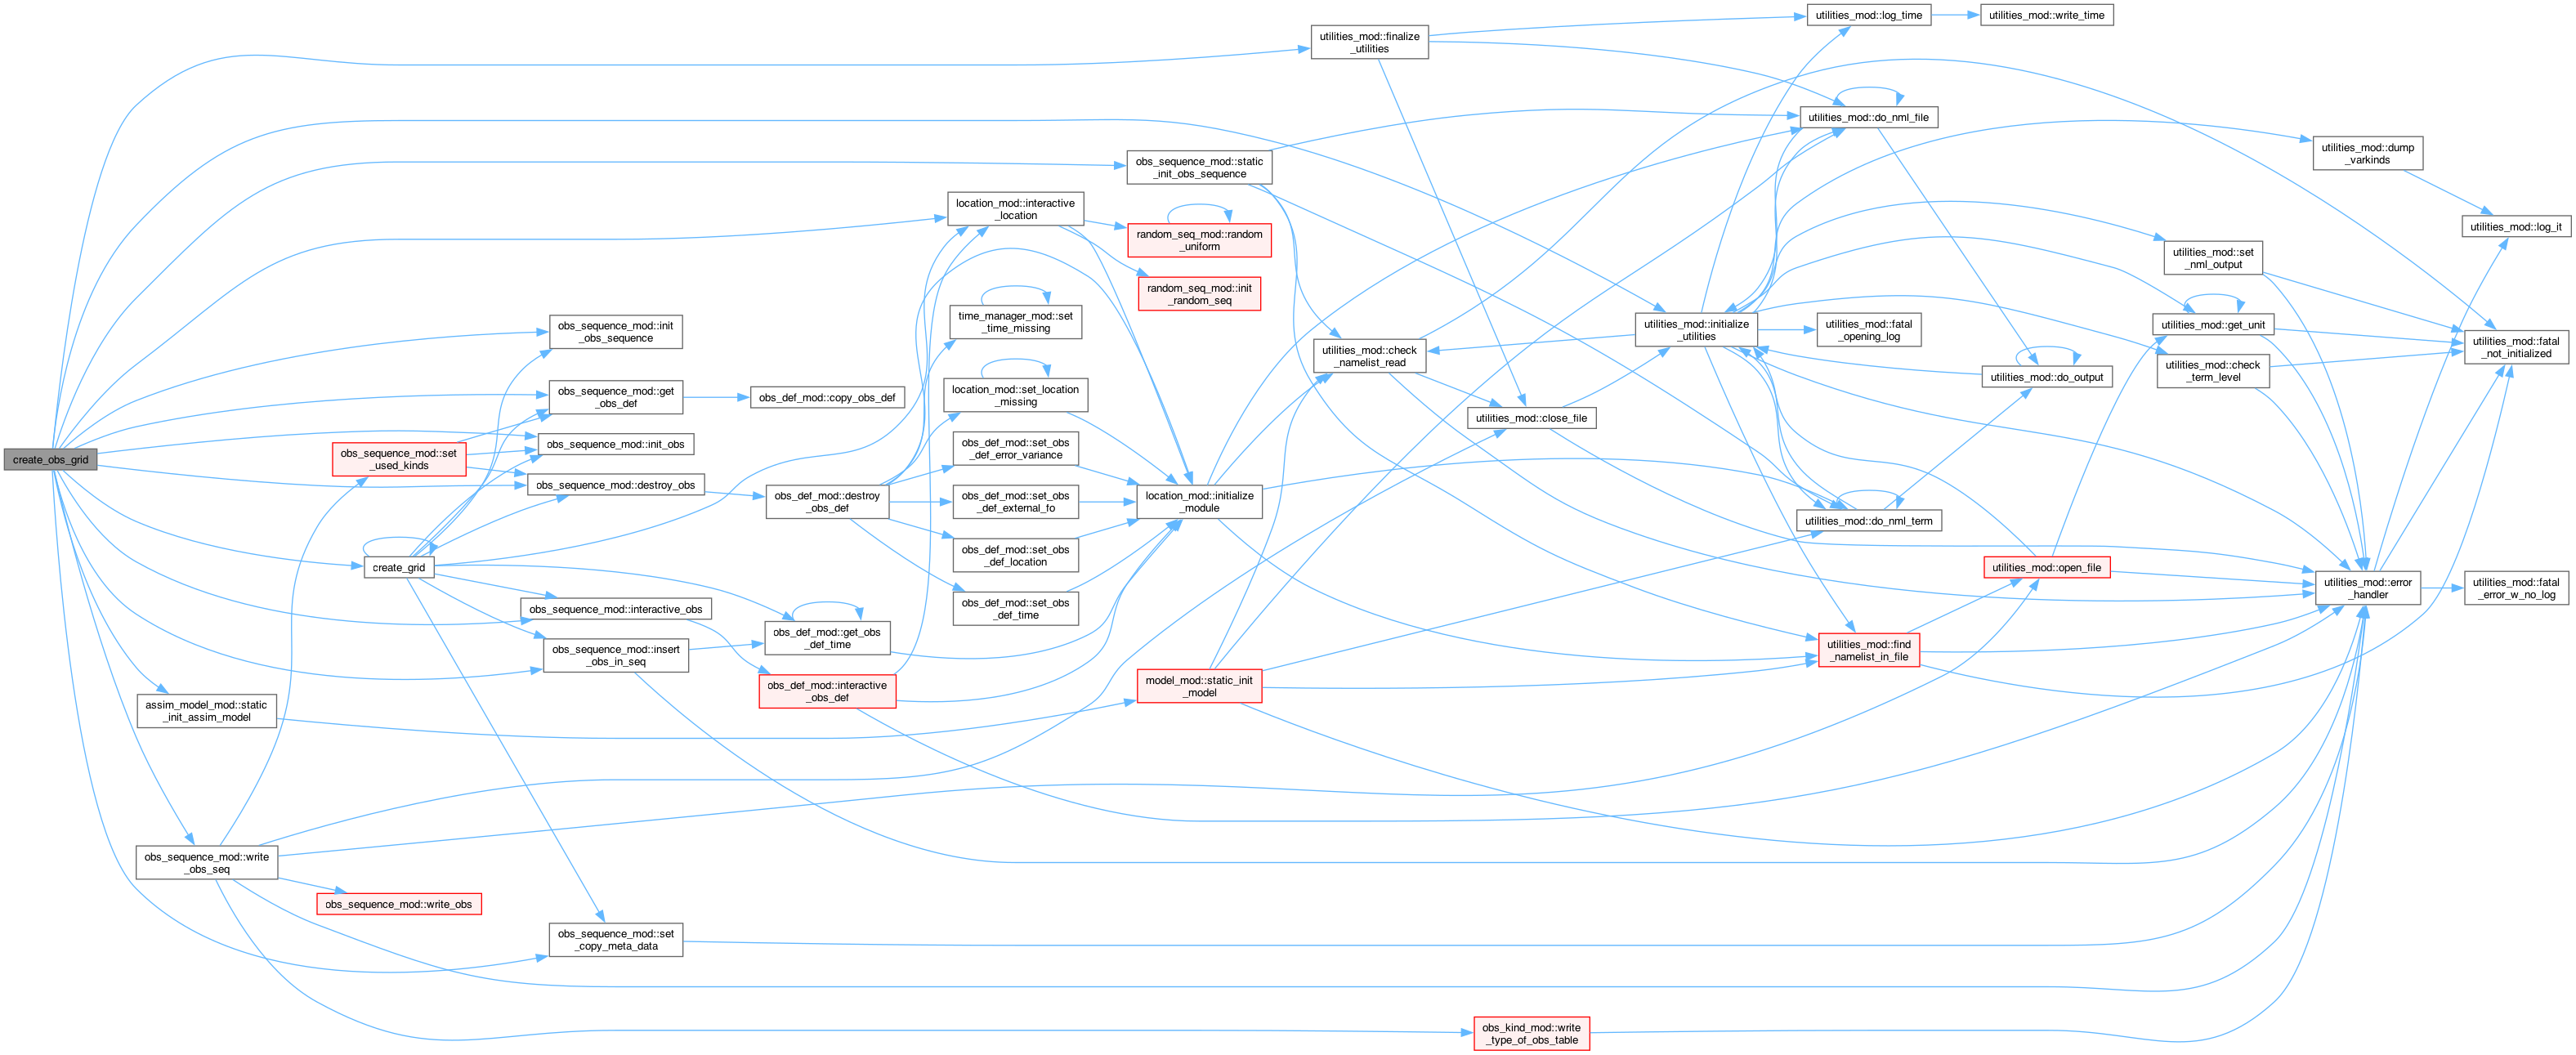 create_obs_grid
utilities_mod::finalize
_utilities
utilities_mod::log_time
utilities_mod::write_time
utilities_mod::do_nml_file
utilities_mod::dump
_varkinds
obs_sequence_mod::static
_init_obs_sequence
location_mod::interactive
_location
random_seq_mod::random
_uniform
utilities_mod::log_it
utilities_mod::set
_nml_output
random_seq_mod::init
_random_seq
time_manager_mod::set
_time_missing
obs_sequence_mod::init
_obs_sequence
utilities_mod::initialize
_utilities
utilities_mod::fatal
_opening_log
utilities_mod::get_unit
utilities_mod::fatal
_not_initialized
utilities_mod::check
_namelist_read
utilities_mod::check
_term_level
utilities_mod::do_output
location_mod::set_location
_missing
obs_sequence_mod::get
_obs_def
obs_def_mod::copy_obs_def
utilities_mod::close_file
obs_sequence_mod::init_obs
obs_sequence_mod::set
_used_kinds
obs_def_mod::set_obs
_def_error_variance
obs_sequence_mod::destroy_obs
obs_def_mod::destroy
_obs_def
obs_def_mod::set_obs
_def_external_fo
location_mod::initialize
_module
utilities_mod::do_nml_term
obs_def_mod::set_obs
_def_location
create_grid
utilities_mod::open_file
utilities_mod::error
_handler
utilities_mod::fatal
_error_w_no_log
obs_sequence_mod::interactive_obs
obs_def_mod::set_obs
_def_time
obs_def_mod::get_obs
_def_time
obs_sequence_mod::insert
_obs_in_seq
utilities_mod::find
_namelist_in_file
obs_def_mod::interactive
_obs_def
model_mod::static_init
_model
assim_model_mod::static
_init_assim_model
obs_sequence_mod::write
_obs_seq
obs_sequence_mod::write_obs
obs_sequence_mod::set
_copy_meta_data
obs_kind_mod::write
_type_of_obs_table